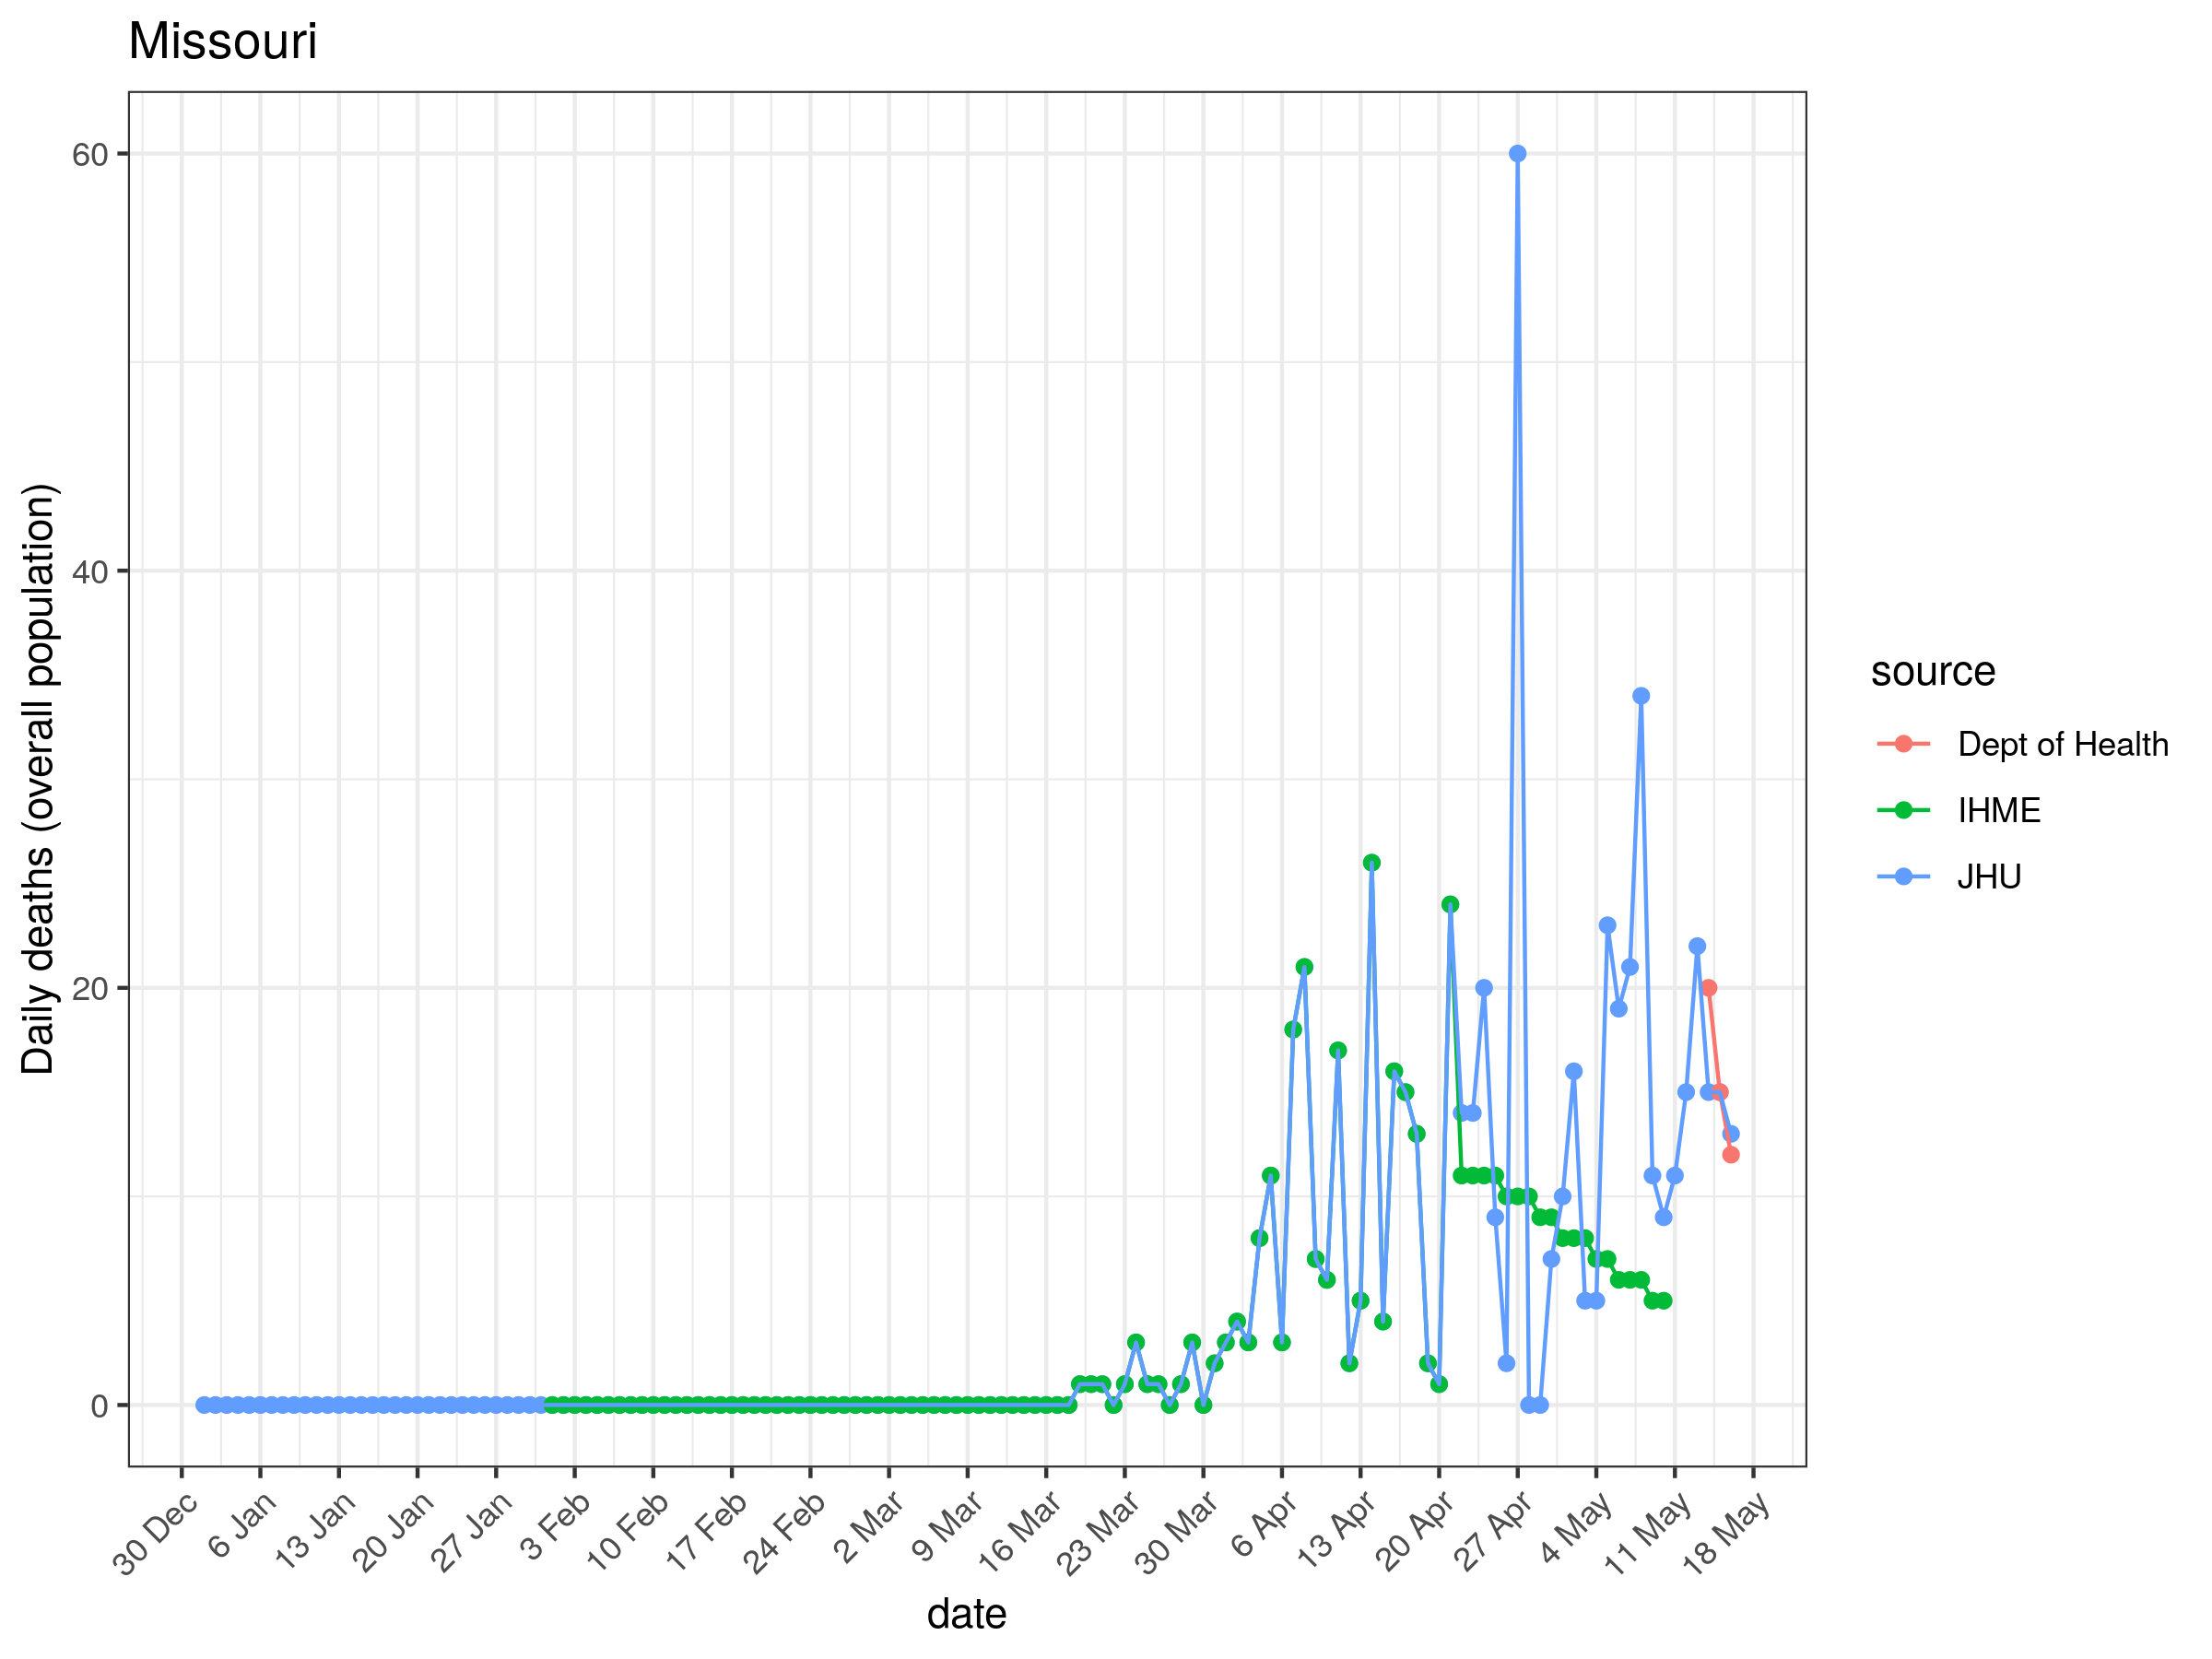 Missouri
Daily deaths (overall population)
60
40
20
0
30 Dec
6 Jan
13 Jan
20 Jan
27 Jan
3 Feb
10 Feb
17 Feb
24 Feb
2 Mar
9 Mar
16 Mar
23 Mar
30 Mar
6 Apr
13 Apr
20 Apr
27 Apr
4 May
11 May
18 May
date
source
Dept of Health
IHME
JHU